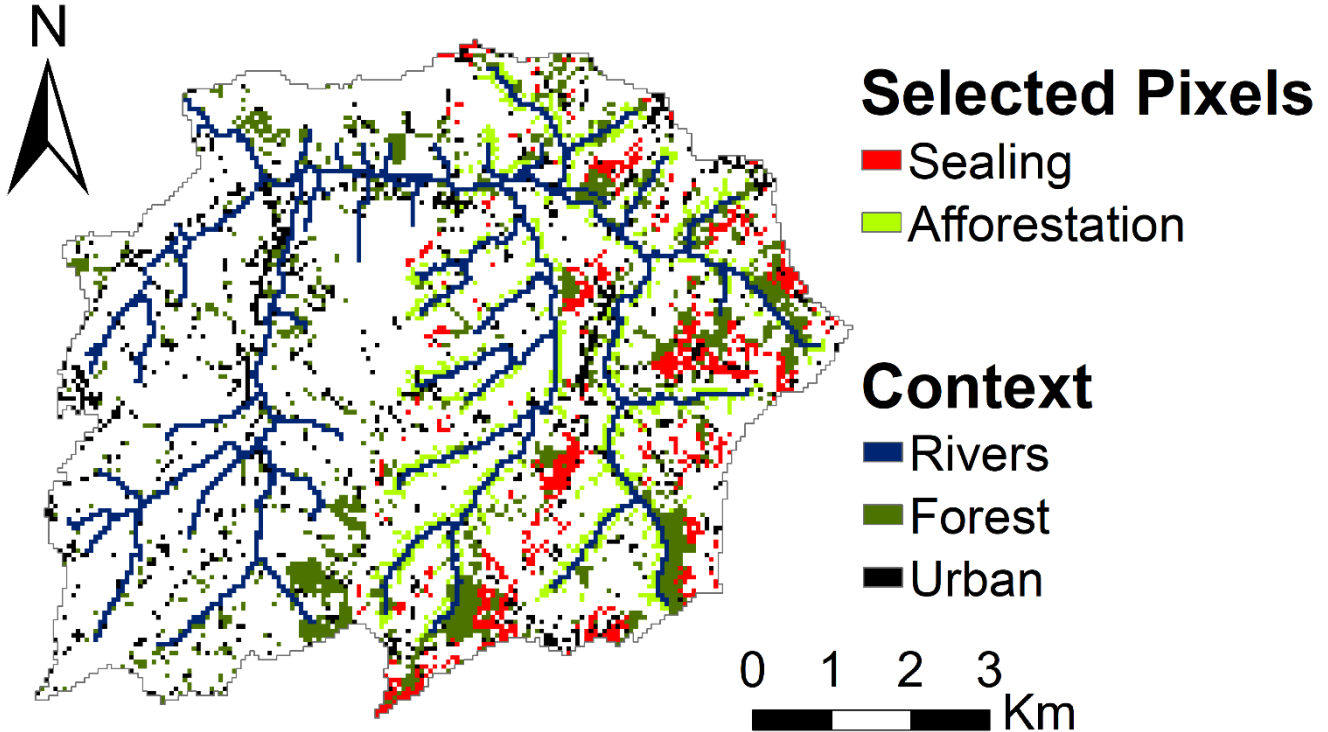 N
Selected Pixels
Sealing
Afforestation
Context
Rivers
Forest
Urban
0 1 2 3
Km